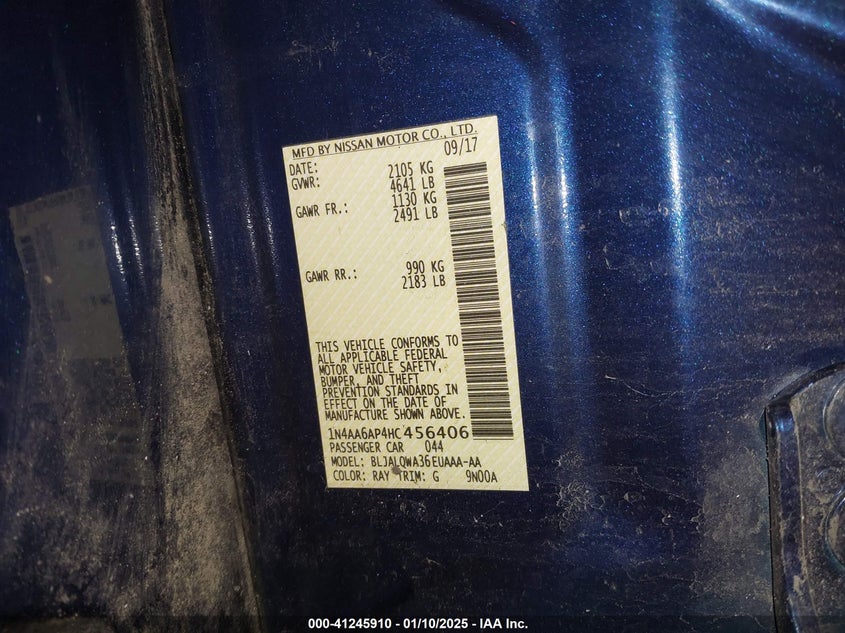 MFD BY NISSAN MOTOR CO., LTD.
DATE: 09/17
GVWR: 2105 KG
4641 LB
GAWR FR.: 1130 KG
2491 LB
GAWR RR.: 990 KG
2183 LB
THIS VEHICLE CONFORMS TO
ALL APPLICABLE FEDERAL
MOTOR VEHICLE SAFETY,
BUMPER, AND THEFT
PREVENTION STANDARDS IN
EFFECT ON THE DATE OF
MANUFACTURE SHOWN ABOVE.
1N4AA6AP4HC456406
PASSENGER CAR 044
MODEL: BLJALQWA36EUAAA-AA
COLOR: RAY TRIM: G 9N00A
000-41245910 - 01/10/2025 - IAA Inc.